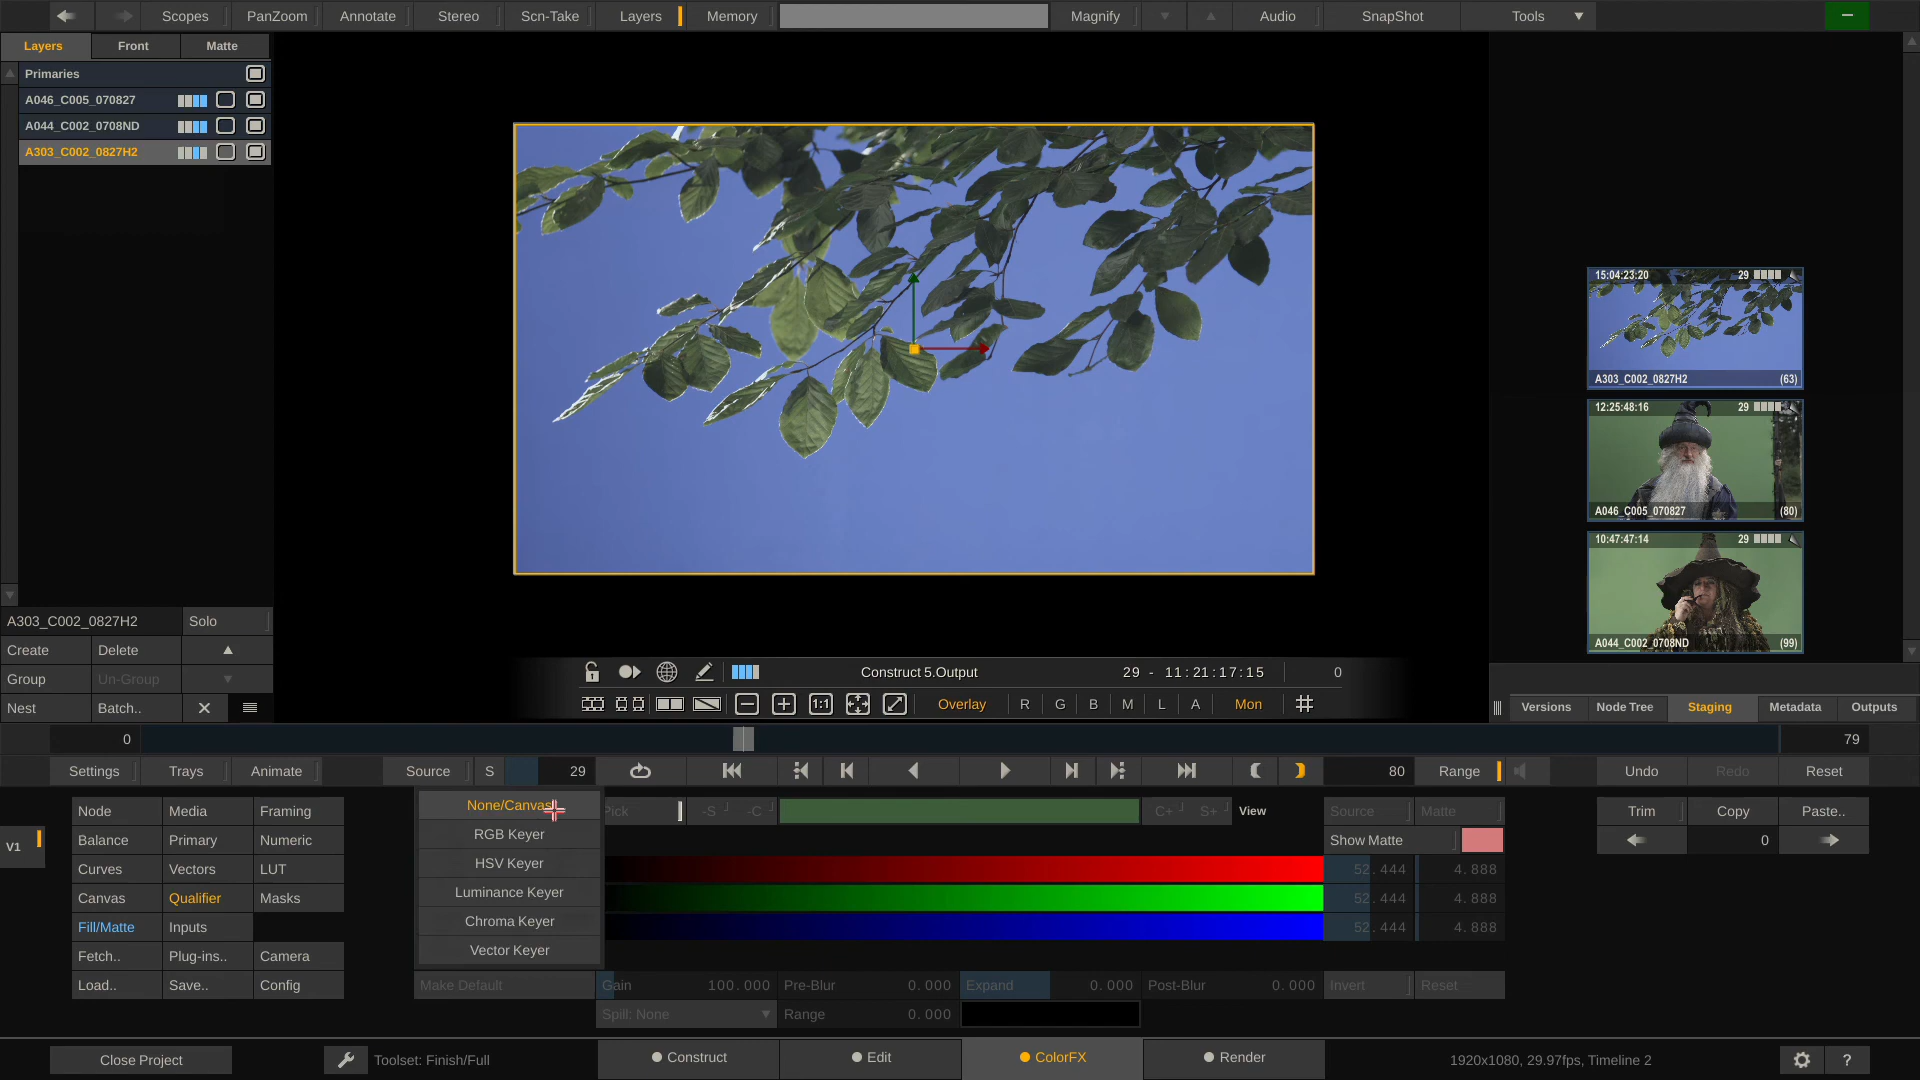 Scopes PanZoom Annotate Stereo Scn-Take Layers Memory Magnify Audio SnapShot Tools
Layers Front Matte
Primaries
A046_C005_070827
A044_C002_0708ND
A303_C002_0827H2
15:04:23:20 29
A303_C002_0827H2 (63)
12:25:48:16 29
A046_C005_070827 (80)
10:47:47:14 29
A044_C002_0708ND (99)
A303_C002_0827H2 Solo
Create Delete
Group Un-Group
Nest Batch..
Construct 5.Output 29 - 11:21:17:15 0
1:1 Overlay R G B M L A Mon
Versions Node Tree Staging Metadata Outputs
0 79
Settings Trays Animate Source S 29 80 Range Undo Redo Reset
Node Media Framing
Balance Primary Numeric
Curves Vectors LUT
Canvas Qualifier Masks
Fill/Matte Inputs
Fetch.. Plug-ins.. Camera
Load.. Save.. Config
V1
None/Canvas
RGB Keyer
HSV Keyer
Luminance Keyer
Chroma Keyer
Vector Keyer
Make Default
Pick -S -C C+ S+ View Source Matte
Show Matte
52.444 4.888
52.444 4.888
52.444 4.888
Gain 100.000 Pre-Blur 0.000 Expand 0.000 Post-Blur 0.000 Invert Reset
Spill: None Range 0.000
Trim Copy Paste..
0
Close Project Toolset: Finish/Full Construct Edit ColorFX Render 1920x1080, 29.97fps, Timeline 2 ?